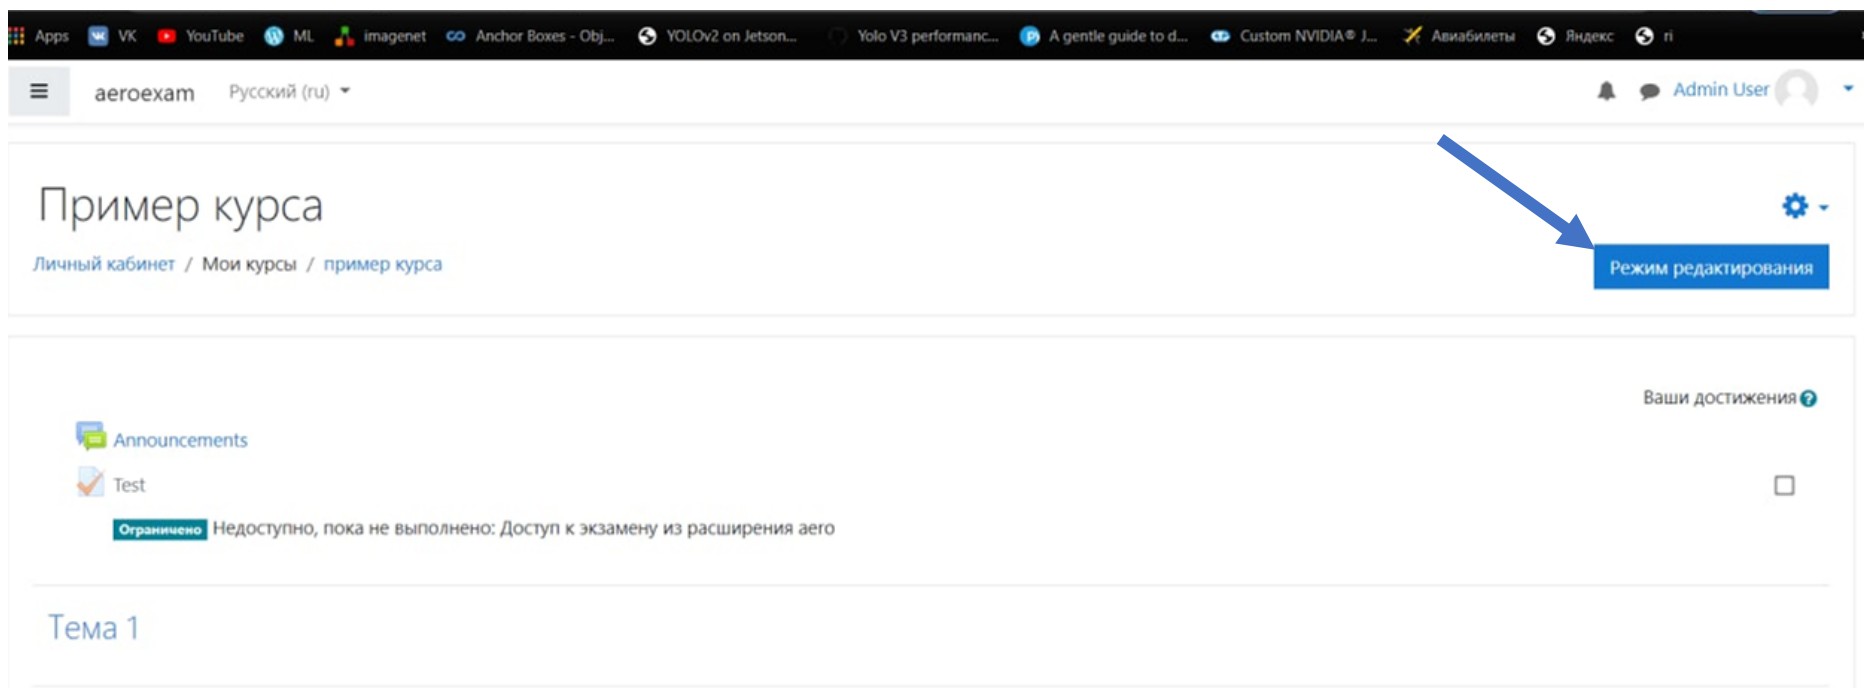 Apps VK YouTube ML imagenet Anchor Boxes - Obj... YOLOv2 on Jetson... Yolo V3 performanc... A gentle guide to d... Custom NVIDIA® J... Авиабилеты Яндекс ri
aeroexam Русский (ru) Admin User
Пример курса
Личный кабинет / Мои курсы / пример курса
Режим редактирования
Ваши достижения
Announcements
Test
Ограничено Недоступно, пока не выполнено: Доступ к экзамену из расширения aero
Тема 1